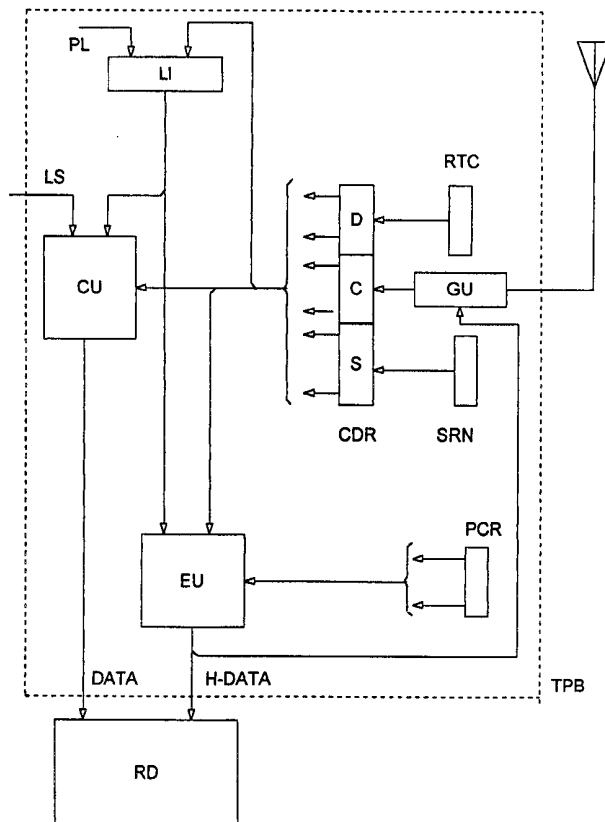 PL
LI
LS
RTC
D
CU
C
GU
S
CDR
SRN
PCR
EU
DATA
H-DATA
TPB
RD